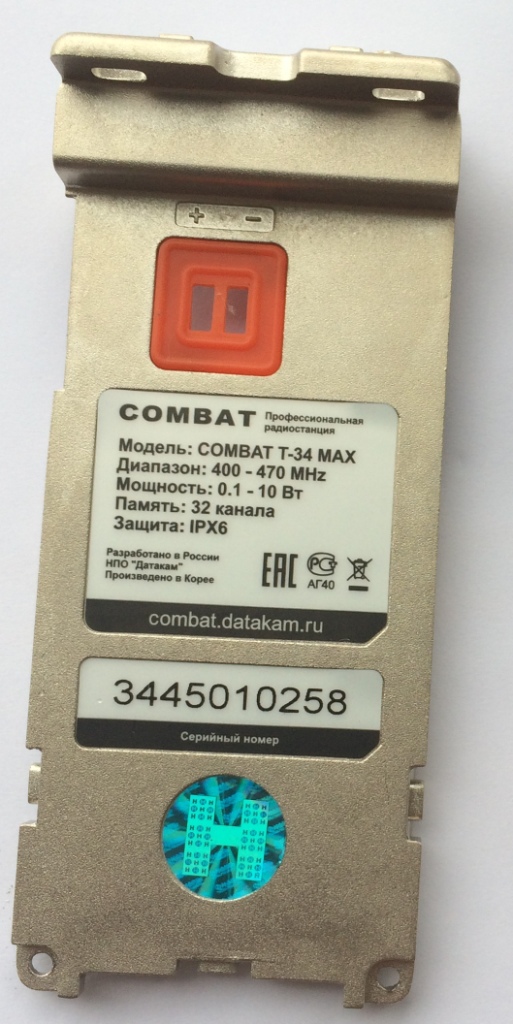 + -
COMBAT Профессиональная
радиостанция
Модель: COMBAT T-34 MAX
Диапазон: 400 - 470 MHz
Мощность: 0.1 - 10 Вт
Память: 32 канала
Защита: IPX6
Разработано в России
НПО "Датакам"
Произведено в Корее
EAC
РСТ
АГ40
combat.datakam.ru
3445010258
Серийный номер
H